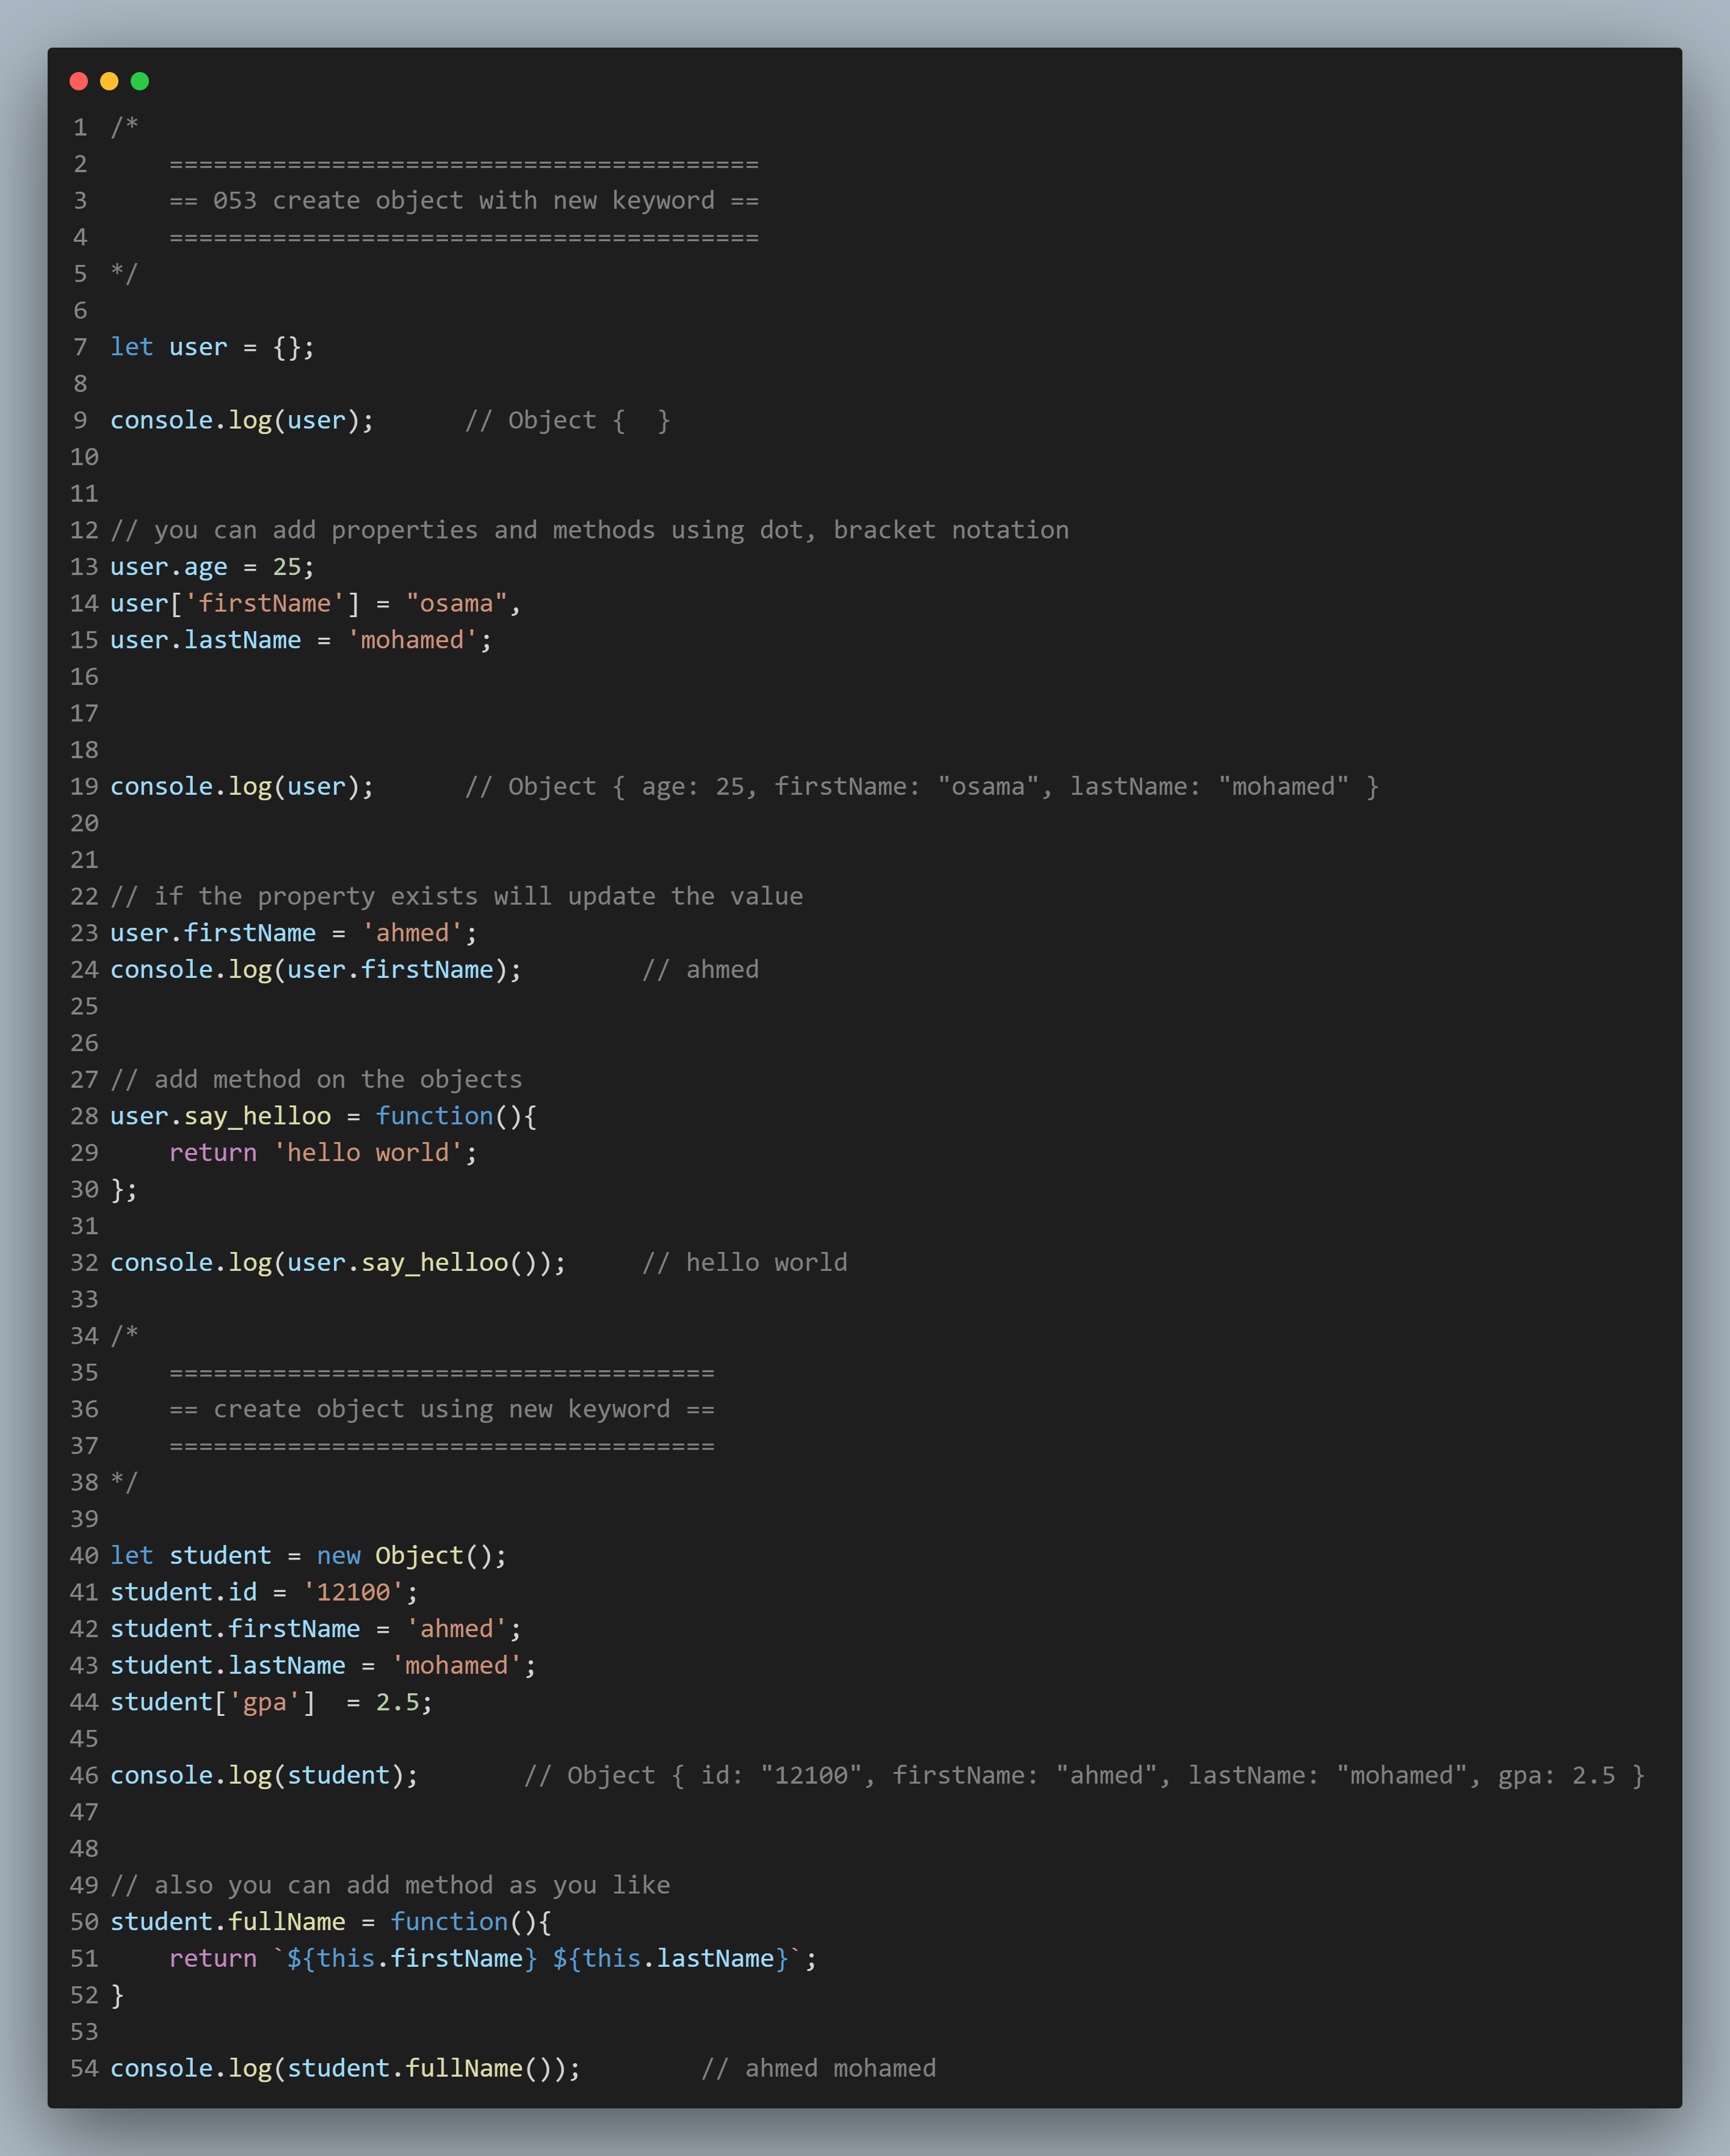 1 /*
2     ========================================
3     == 053 create object with new keyword ==
4     ========================================
5 */
6
7 let user = {};
8
9 console.log(user);      // Object {  }
10
11
12 // you can add properties and methods using dot, bracket notation
13 user.age = 25;
14 user['firstName'] = "osama",
15 user.lastName = 'mohamed';
16
17
18
19 console.log(user);      // Object { age: 25, firstName: "osama", lastName: "mohamed" }
20
21
22 // if the property exists will update the value
23 user.firstName = 'ahmed';
24 console.log(user.firstName);        // ahmed
25
26
27 // add method on the objects
28 user.say_helloo = function(){
29     return 'hello world';
30 };
31
32 console.log(user.say_helloo());     // hello world
33
34 /*
35     =====================================
36     == create object using new keyword ==
37     =====================================
38 */
39
40 let student = new Object();
41 student.id = '12100';
42 student.firstName = 'ahmed';
43 student.lastName = 'mohamed';
44 student['gpa']  = 2.5;
45
46 console.log(student);       // Object { id: "12100", firstName: "ahmed", lastName: "mohamed", gpa: 2.5 }
47
48
49 // also you can add method as you like
50 student.fullName = function(){
51     return `${this.firstName} ${this.lastName}`;
52 }
53
54 console.log(student.fullName());        // ahmed mohamed